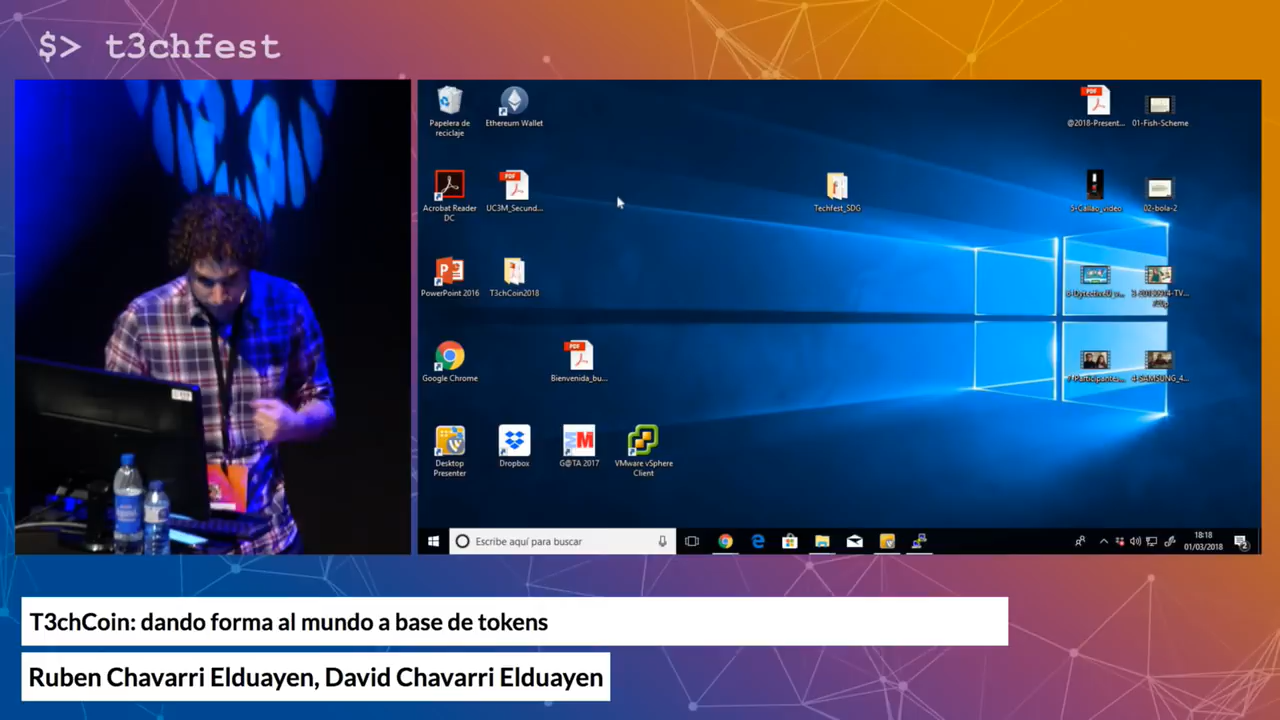 $> t3chfest
Papelera de
reciclaje
Ethereum Wallet
@2018-Present...
01-Fish-Scheme
Acrobat Reader
DC
UC3M_Secund...
Techfest_SDG
5-Callao_video
02-bola-2
PowerPoint 2016
T3chCoin2018
Google Chrome
Bienvenida_bu...
Desktop
Presenter
Dropbox
G@TA 2017
VMware vSphere
Client
Escribe aquí para buscar
18:18
01/03/2018
T3chCoin: dando forma al mundo a base de tokens
Ruben Chavarri Elduayen, David Chavarri Elduayen